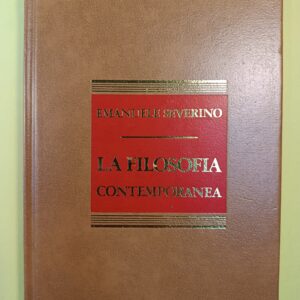 EMANUELE SEVERINO
LA FILOSOFIA
CONTEMPORANEA